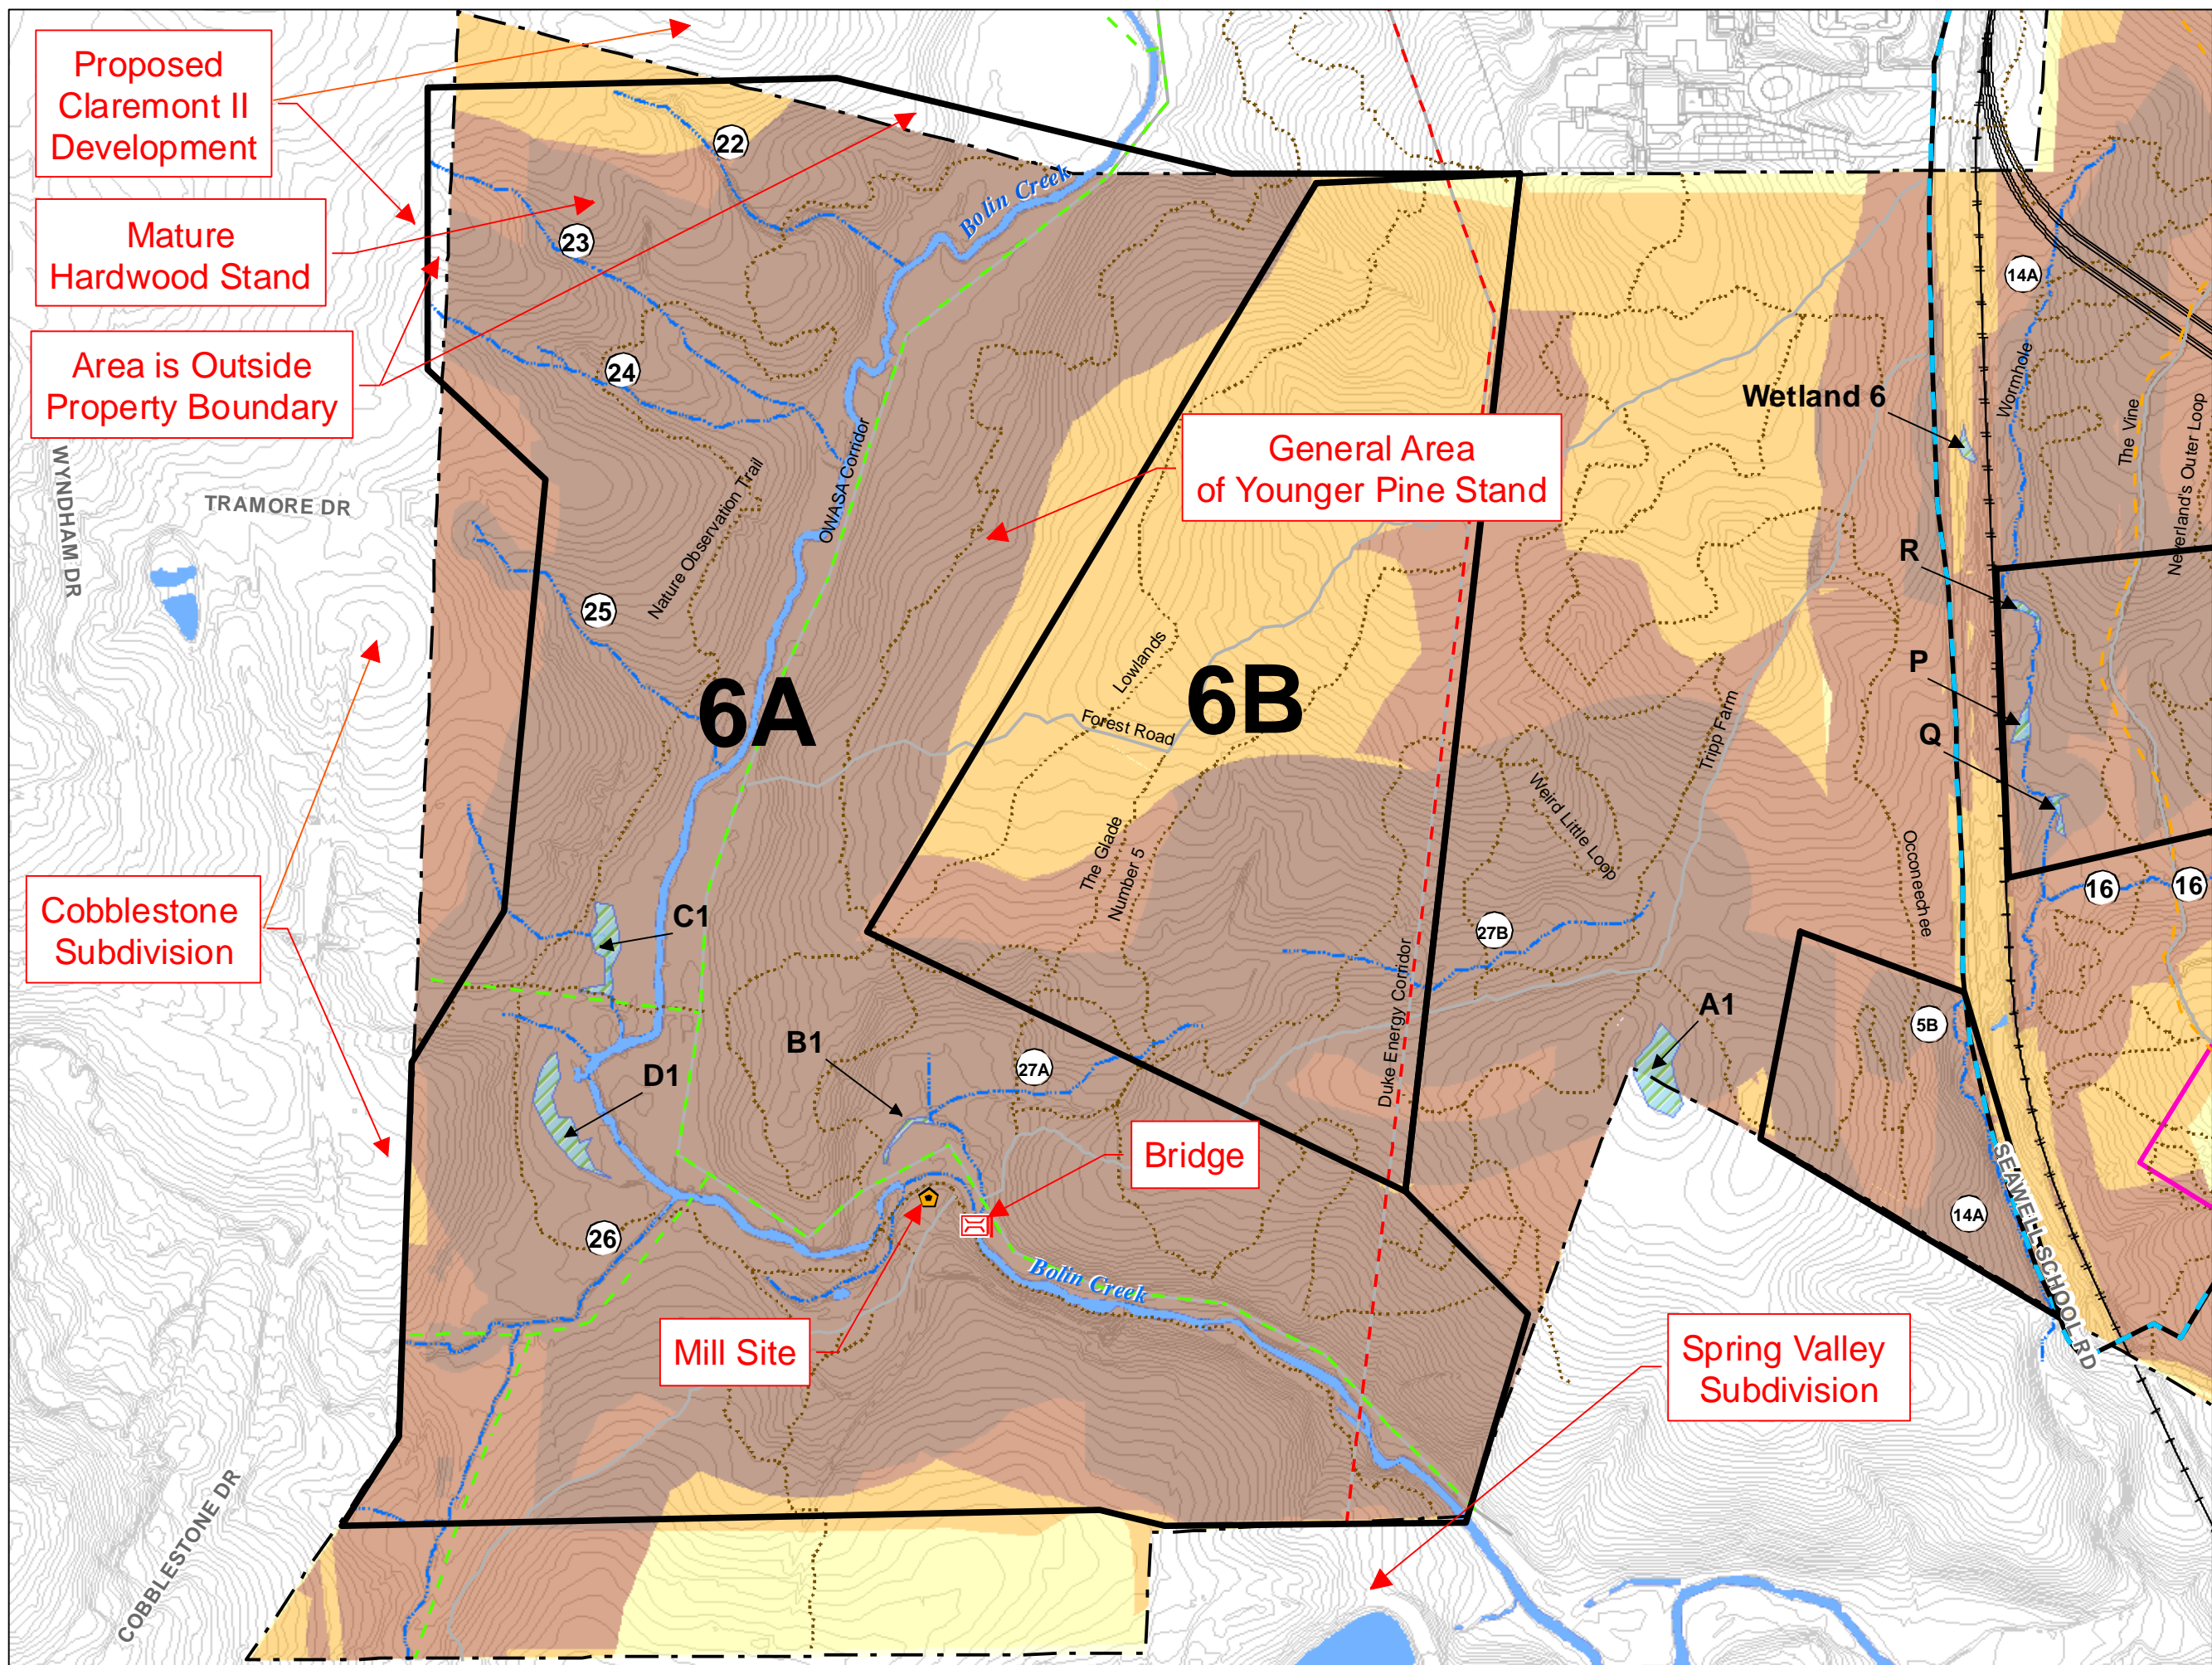 Proposed
Claremont II
Development
Mature
Hardwood Stand
Area is Outside
Property Boundary
22
23
24
25
Bolin Creek
14A
Wormhole
The Vine
Neverland's Outer Loop
Wetland 6
General Area
of Younger Pine Stand
WYNDHAM DR
TRAMORE DR
Nature Observation Trail
OWASA Corridor
R
P
Q
6A
6B
Lowlands
Forest Road
Tripp Farm
Weird Little Loop
The Glade
Number 5
Occoneechee
16
16
Cobblestone
Subdivision
C1
27B
Duke Energy Corridor
A1
5B
B1
27A
D1
Bridge
26
14A
SEAWELL SCHOOL RD
Bolin Creek
Mill Site
Spring Valley
Subdivision
COBBLESTONE DR